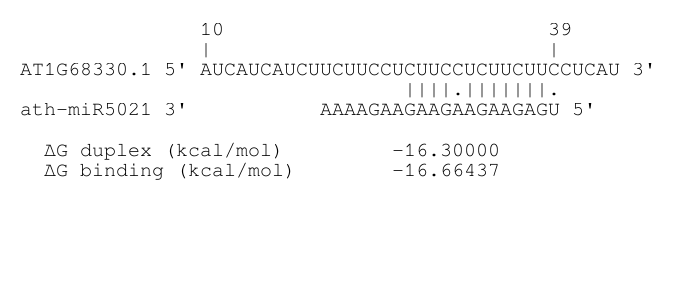 10 39
| |
AT1G68330.1 5' AUCAUCAUCUUCUUCCUCUUCCUCUUCUUCCUCAU 3'
||||.|||||||.
ath-miR5021 3' AAAAGAAGAAGAAGAAGAGU 5'
ΔG duplex (kcal/mol) -16.30000
ΔG binding (kcal/mol) -16.66437